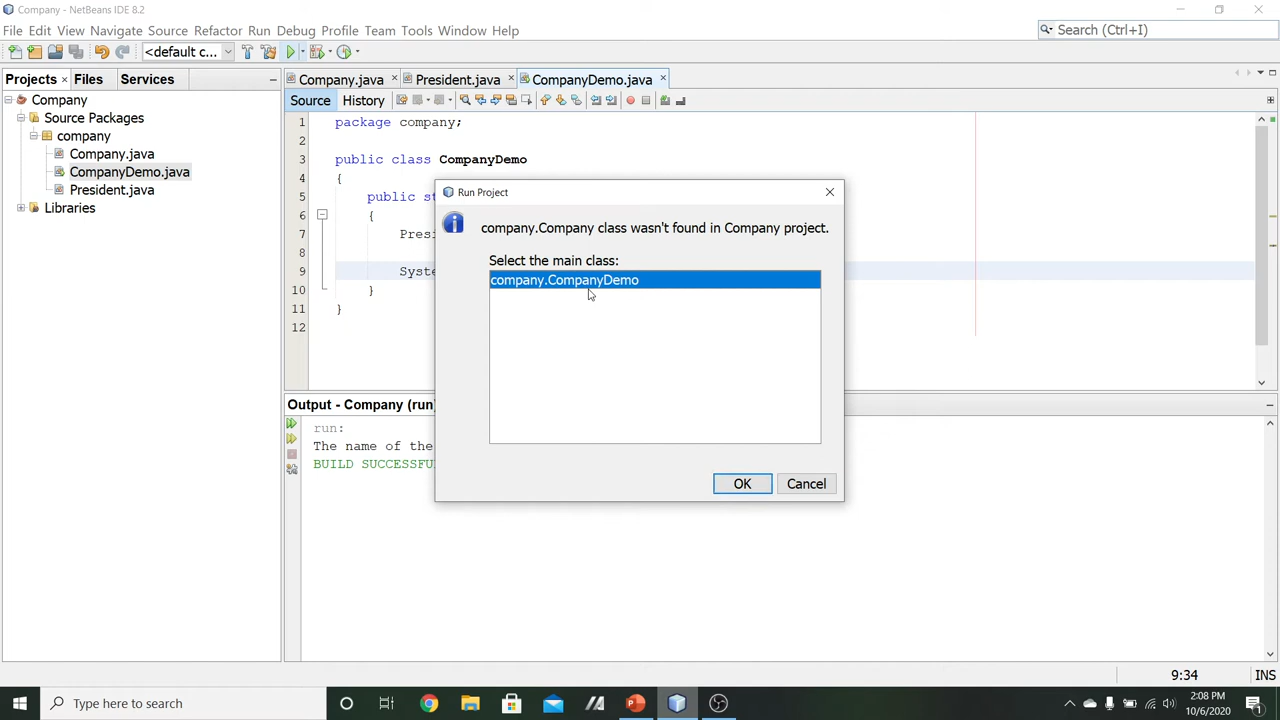 Company - NetBeans IDE 8.2
File Edit View Navigate Source Refactor Run Debug Profile Team Tools Window Help
Search (Ctrl+I)
<default c...
Projects Files Services
Company.java President.java CompanyDemo.java
Source History
Company
Source Packages
company
Company.java
CompanyDemo.java
President.java
Libraries
1 package company;
2
3 public class CompanyDemo
4 {
5 public st
6 {
7 Presi
8
9 Syste
10 }
11 }
12
Run Project
company.Company class wasn't found in Company project.
Select the main class:
company.CompanyDemo
OK Cancel
Output - Company (run)
run:
The name of the
BUILD SUCCESSFU
9:34 INS
Type here to search
2:08 PM
10/6/2020